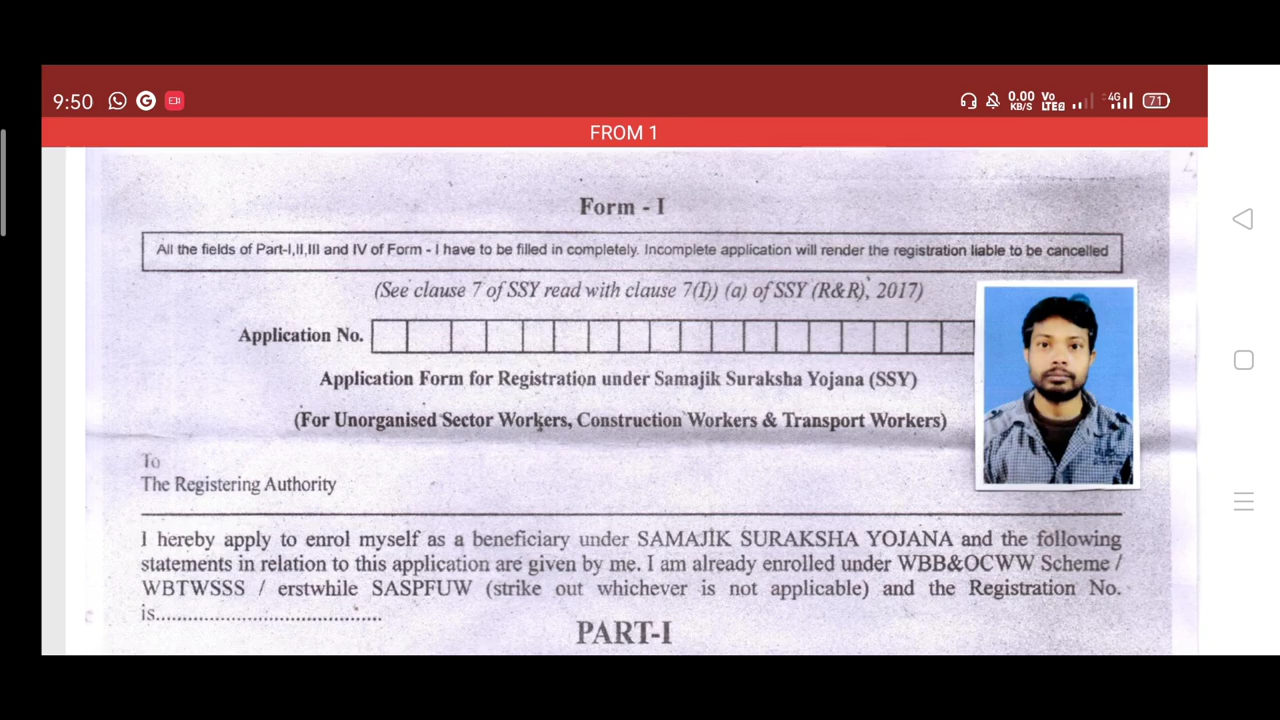 9:50 0.00 KB/S Vo LTE2 4G 71
FROM 1
Form - I
All the fields of Part-I,II,III and IV of Form - I have to be filled in completely. Incomplete application will render the registration liable to be cancelled
(See clause 7 of SSY read with clause 7(I)) (a) of SSY (R&R), 2017)
Application No.
Application Form for Registration under Samajik Suraksha Yojana (SSY)
(For Unorganised Sector Workers, Construction Workers & Transport Workers)
To
The Registering Authority
I hereby apply to enrol myself as a beneficiary under SAMAJIK SURAKSHA YOJANA and the following
statements in relation to this application are given by me. I am already enrolled under WBB&OCWW Scheme /
WBTWSSS / erstwhile SASPFUW (strike out whichever is not applicable) and the Registration No.
is...........................................
PART-I